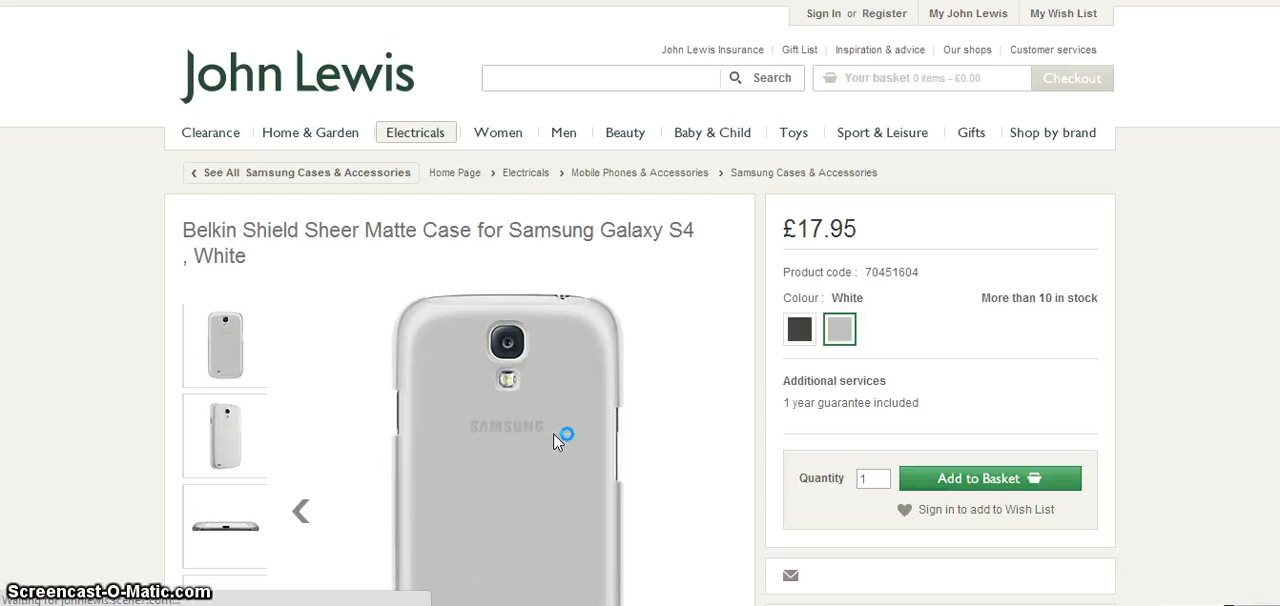 Sign In or Register My John Lewis My Wish List
John Lewis Insurance Gift List Inspiration & advice Our shops Customer services
John Lewis
Search Your basket 0 items - £0.00 Checkout
Clearance Home & Garden Electricals Women Men Beauty Baby & Child Toys Sport & Leisure Gifts Shop by brand
See All Samsung Cases & Accessories Home Page Electricals Mobile Phones & Accessories Samsung Cases & Accessories
Belkin Shield Sheer Matte Case for Samsung Galaxy S4
, White
£17.95
Product code : 70451604
Colour : White More than 10 in stock
Additional services
1 year guarantee included
SAMSUNG
Quantity 1 Add to Basket
Sign in to add to Wish List
Screencast-O-Matic.com